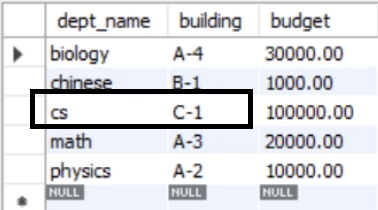 dept_name building budget
biology A-4 30000.00
chinese B-1 1000.00
cs C-1 100000.00
math A-3 20000.00
physics A-2 10000.00
NULL NULL NULL